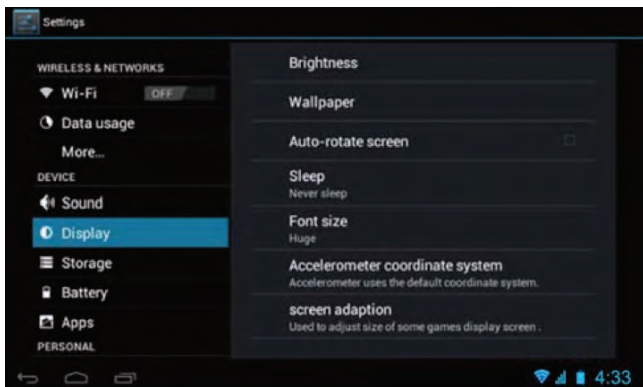 Settings
WIRELESS & NETWORKS
Wi-Fi OFF
Data usage
More...
DEVICE
Sound
Display
Storage
Battery
Apps
PERSONAL
Brightness
Wallpaper
Auto-rotate screen
Sleep
Never sleep
Font size
Huge
Accelerometer coordinate system
Accelerometer uses the default coordinate system.
screen adaption
Used to adjust size of some games display screen .
4:33